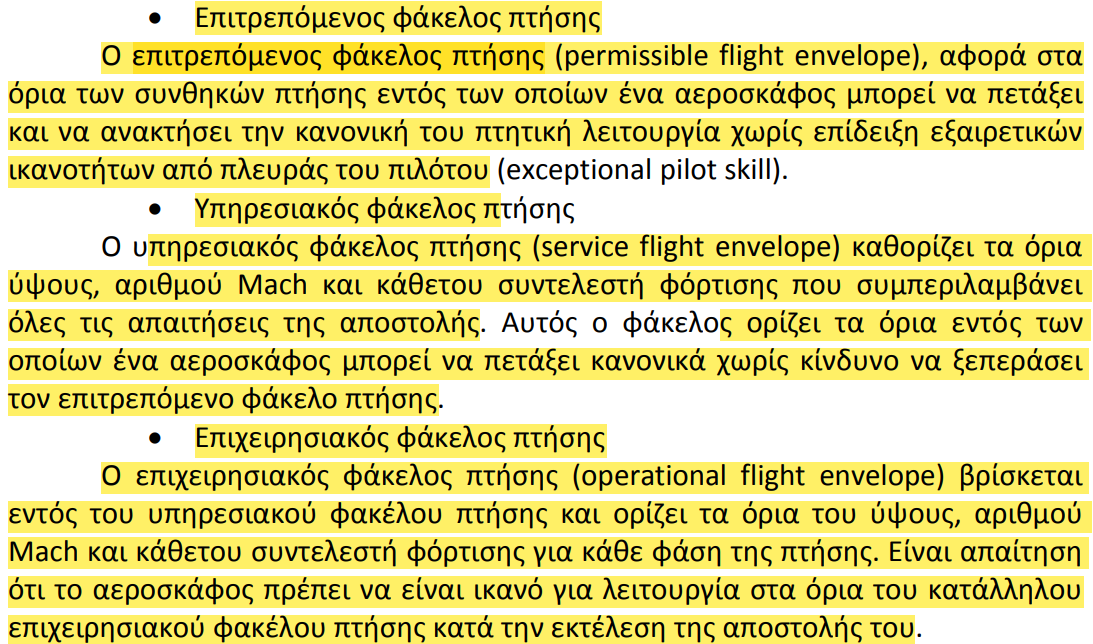 • Επιτρεπόμενος φάκελος πτήσης
Ο επιτρεπόμενος φάκελος πτήσης (permissible flight envelope), αφορά στα
όρια των συνθηκών πτήσης εντός των οποίων ένα αεροσκάφος μπορεί να πετάξει
και να ανακτήσει την κανονική του πτητική λειτουργία χωρίς επίδειξη εξαιρετικών
ικανοτήτων από πλευράς του πιλότου (exceptional pilot skill).
• Υπηρεσιακός φάκελος πτήσης
Ο υπηρεσιακός φάκελος πτήσης (service flight envelope) καθορίζει τα όρια
ύψους, αριθμού Mach και κάθετου συντελεστή φόρτισης που συμπεριλαμβάνει
όλες τις απαιτήσεις της αποστολής. Αυτός ο φάκελος ορίζει τα όρια εντός των
οποίων ένα αεροσκάφος μπορεί να πετάξει κανονικά χωρίς κίνδυνο να ξεπεράσει
τον επιτρεπόμενο φάκελο πτήσης.
• Επιχειρησιακός φάκελος πτήσης
Ο επιχειρησιακός φάκελος πτήσης (operational flight envelope) βρίσκεται
εντός του υπηρεσιακού φακέλου πτήσης και ορίζει τα όρια του ύψους, αριθμού
Mach και κάθετου συντελεστή φόρτισης για κάθε φάση της πτήσης. Είναι απαίτηση
ότι το αεροσκάφος πρέπει να είναι ικανό για λειτουργία στα όρια του κατάλληλου
επιχειρησιακού φακέλου πτήσης κατά την εκτέλεση της αποστολής του.